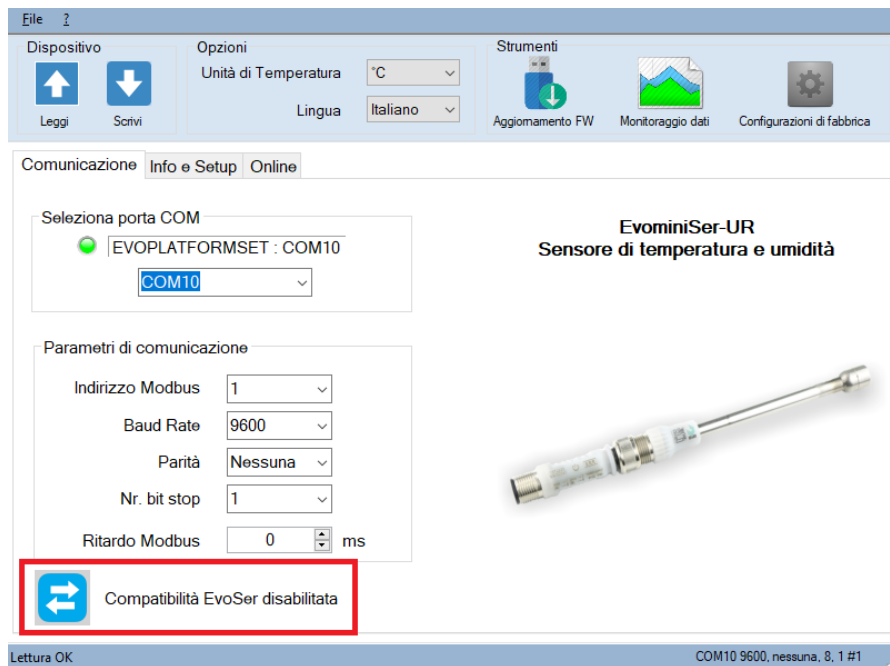 File ?
Dispositivo
Leggi
Scrivi
Opzioni
Unità di Temperatura
°C
Lingua
Italiano
Strumenti
Aggiornamento FW
Monitoraggio dati
Configurazioni di fabbrica
Comunicazione
Info e Setup
Online
Seleziona porta COM
EVOPLATFORMSET : COM10
COM10
Parametri di comunicazione
Indirizzo Modbus
1
Baud Rate
9600
Parità
Nessuna
Nr. bit stop
1
Ritardo Modbus
0
ms
Compatibilità EvoSer disabilitata
EvominiSer-UR
Sensore di temperatura e umidità
Lettura OK
COM10 9600, nessuna, 8, 1 #1